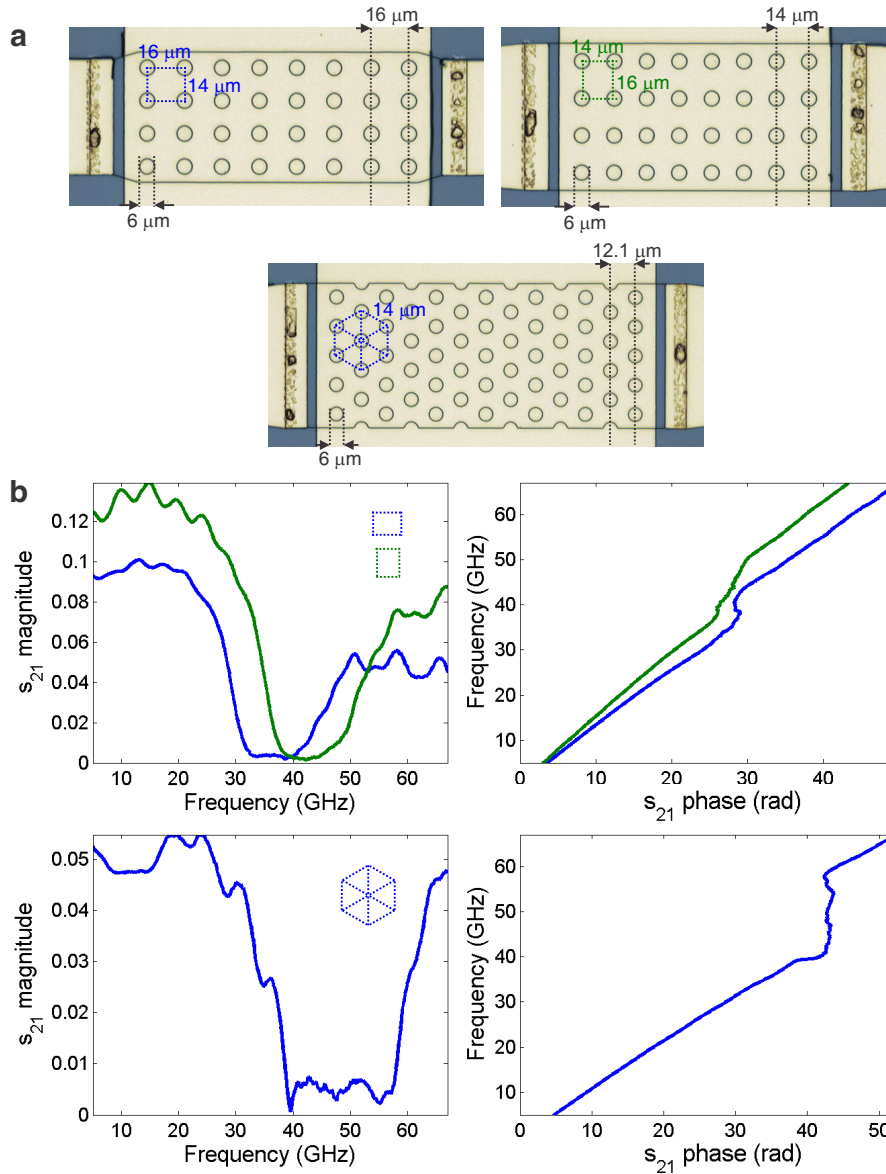 a
16 μm
16 μm
14 μm
6 μm
14 μm
14 μm
16 μm
6 μm
12.1 μm
14 μm
6 μm
b
0.12
0.1
0.08
0.06
0.04
0.02
0
s21 magnitude
10 20 30 40 50 60
Frequency (GHz)
60
50
40
30
20
10
Frequency (GHz)
0 20 40
s21 phase (rad)
0.05
0.04
0.03
0.02
0.01
0
s21 magnitude
10 20 30 40 50 60
Frequency (GHz)
60
50
40
30
20
10
Frequency (GHz)
0 10 20 30 40 50
s21 phase (rad)